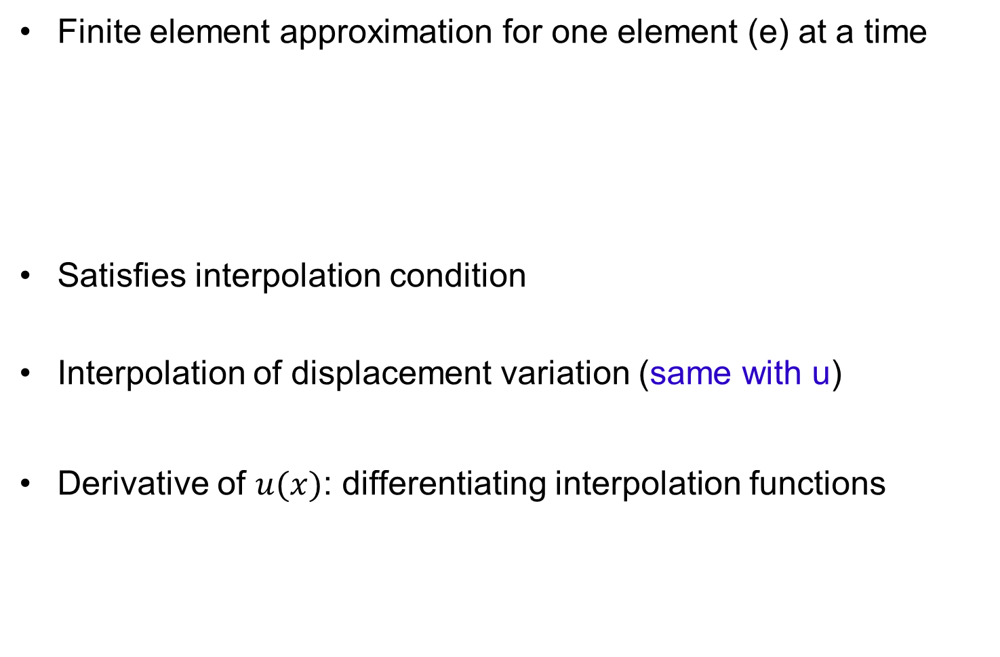 • Finite element approximation for one element (e) at a time
• Satisfies interpolation condition
• Interpolation of displacement variation (same with u)
• Derivative of 𝑢(𝑥): differentiating interpolation functions